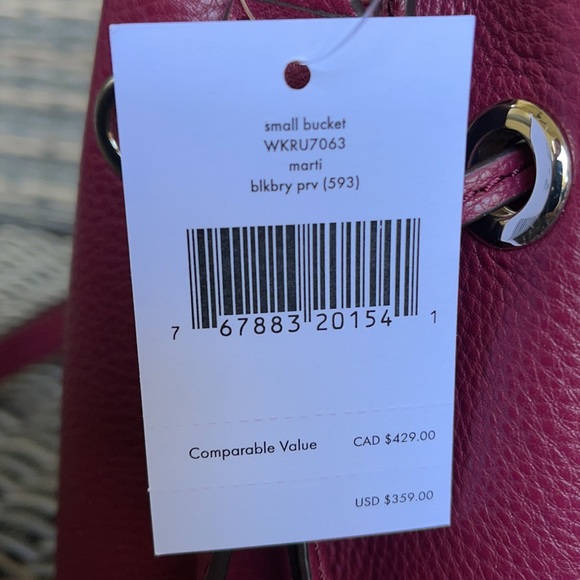 small bucket
WKRU7063
marti
blkbry prv (593)
7 67883 20154 1
Comparable Value CAD $429.00
USD $359.00